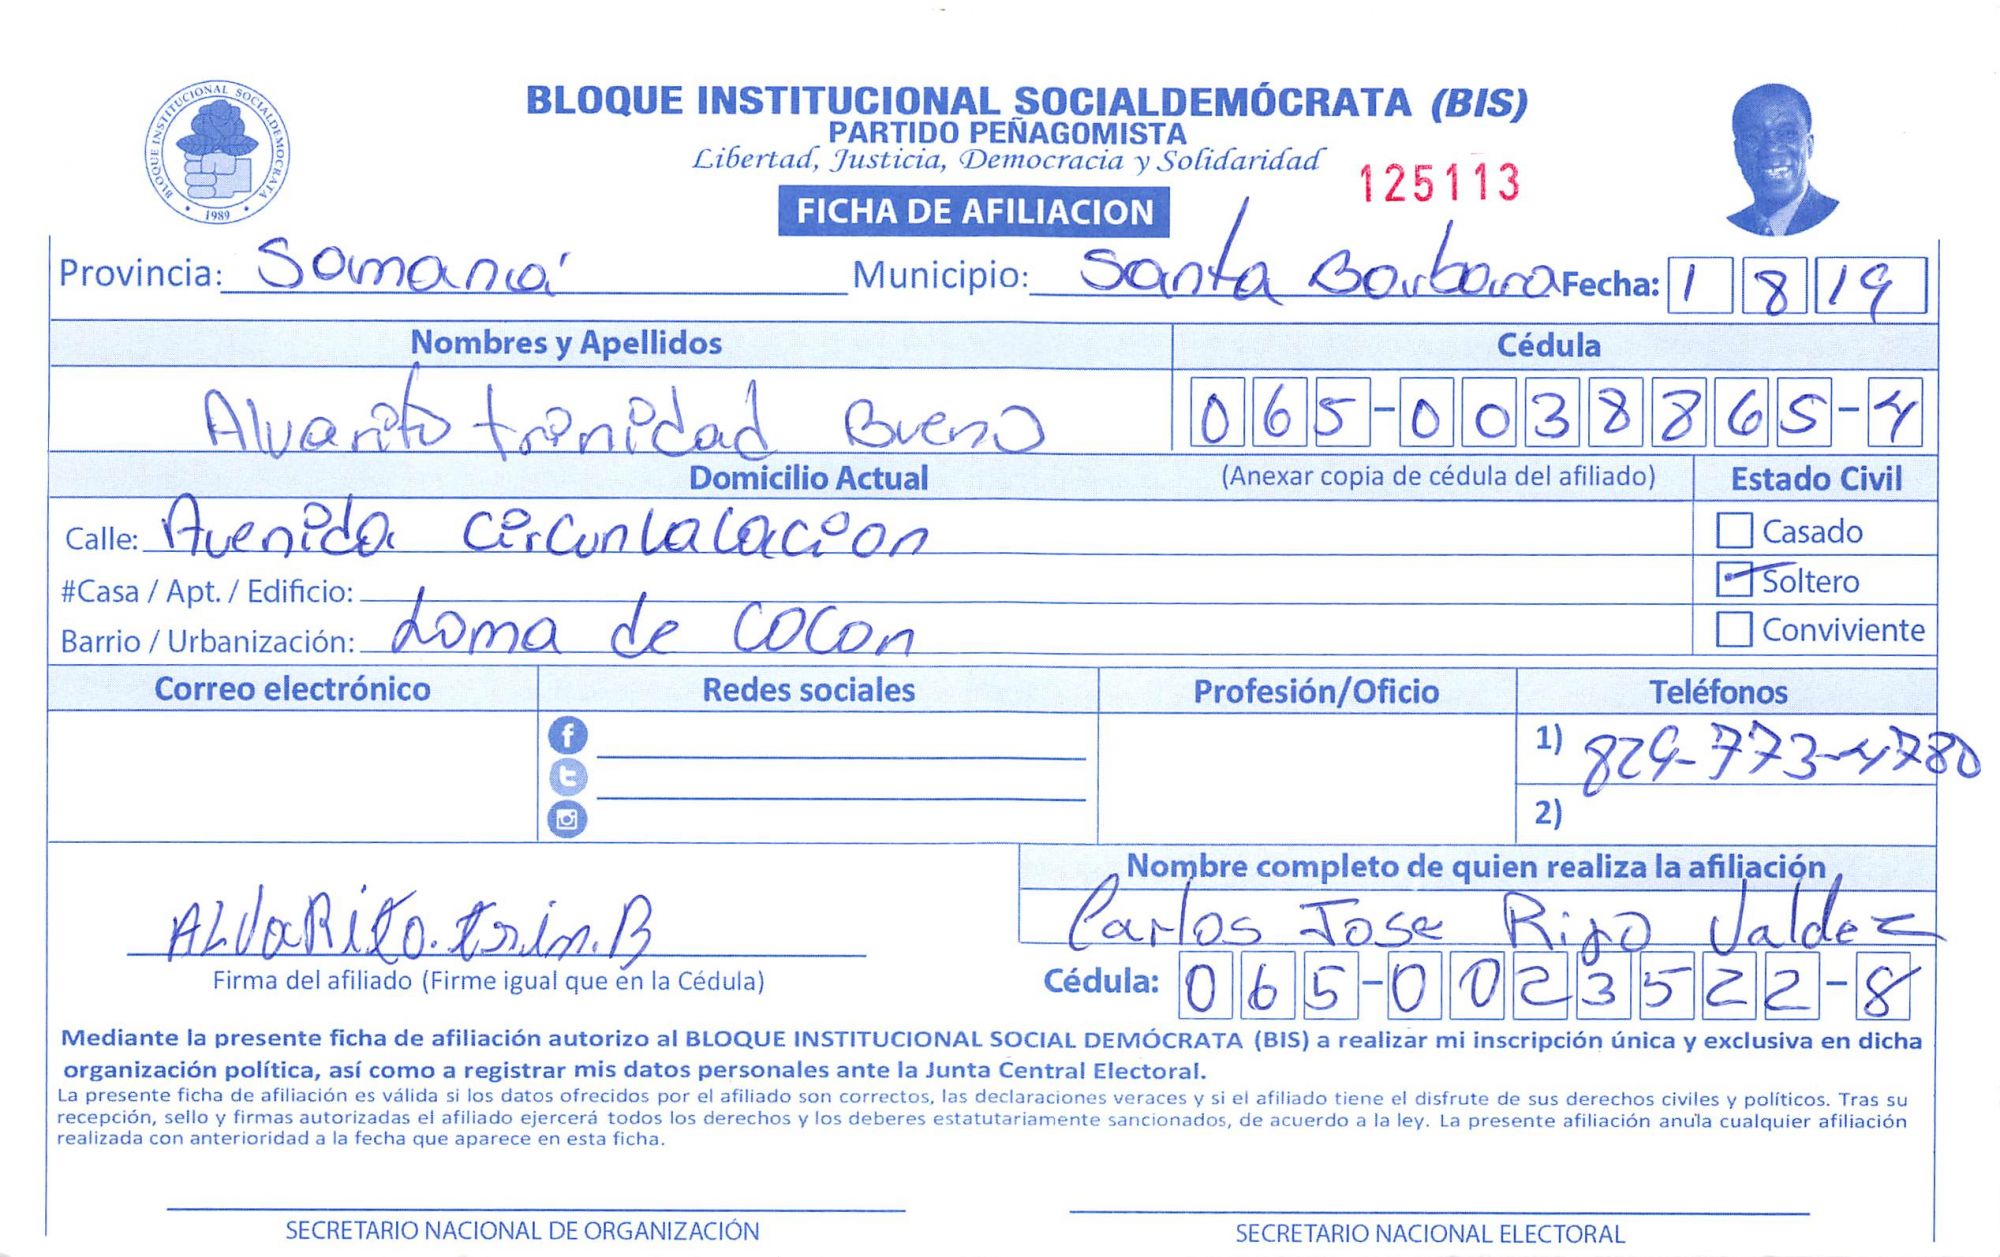 BLOQUE INSTITUCIONAL SOCIALDEMÓCRATA
1989
BLOQUE INSTITUCIONAL SOCIALDEMÓCRATA (BIS)
PARTIDO PEÑAGOMISTA
Libertad, Justicia, Democracia y Solidaridad
125113
FICHA DE AFILIACION
Provincia: Samaná Municipio: Santa Barbara Fecha: 1 8 19
Nombres y Apellidos Cédula
Alvarito trinidad Bueno 065-0038865-4
Domicilio Actual (Anexar copia de cédula del afiliado) Estado Civil
Calle: Avenida Circunlalacion Casado
#Casa / Apt. / Edificio: Soltero
Barrio / Urbanización: Loma de COCon Conviviente
Correo electrónico Redes sociales Profesión/Oficio Teléfonos
1) 829-773-4780
2)
Nombre completo de quien realiza la afiliación
ALVaRito.trin.B Carlos Jose Rijo Valdez
Firma del afiliado (Firme igual que en la Cédula) Cédula: 065-0023522-8
Mediante la presente ficha de afiliación autorizo al BLOQUE INSTITUCIONAL SOCIAL DEMÓCRATA (BIS) a realizar mi inscripción única y exclusiva en dicha
organización política, así como a registrar mis datos personales ante la Junta Central Electoral.
La presente ficha de afiliación es válida si los datos ofrecidos por el afiliado son correctos, las declaraciones veraces y si el afiliado tiene el disfrute de sus derechos civiles y políticos. Tras su
recepción, sello y firmas autorizadas el afiliado ejercerá todos los derechos y los deberes estatutariamente sancionados, de acuerdo a la ley. La presente afiliación anula cualquier afiliación
realizada con anterioridad a la fecha que aparece en esta ficha.
SECRETARIO NACIONAL DE ORGANIZACIÓN SECRETARIO NACIONAL ELECTORAL